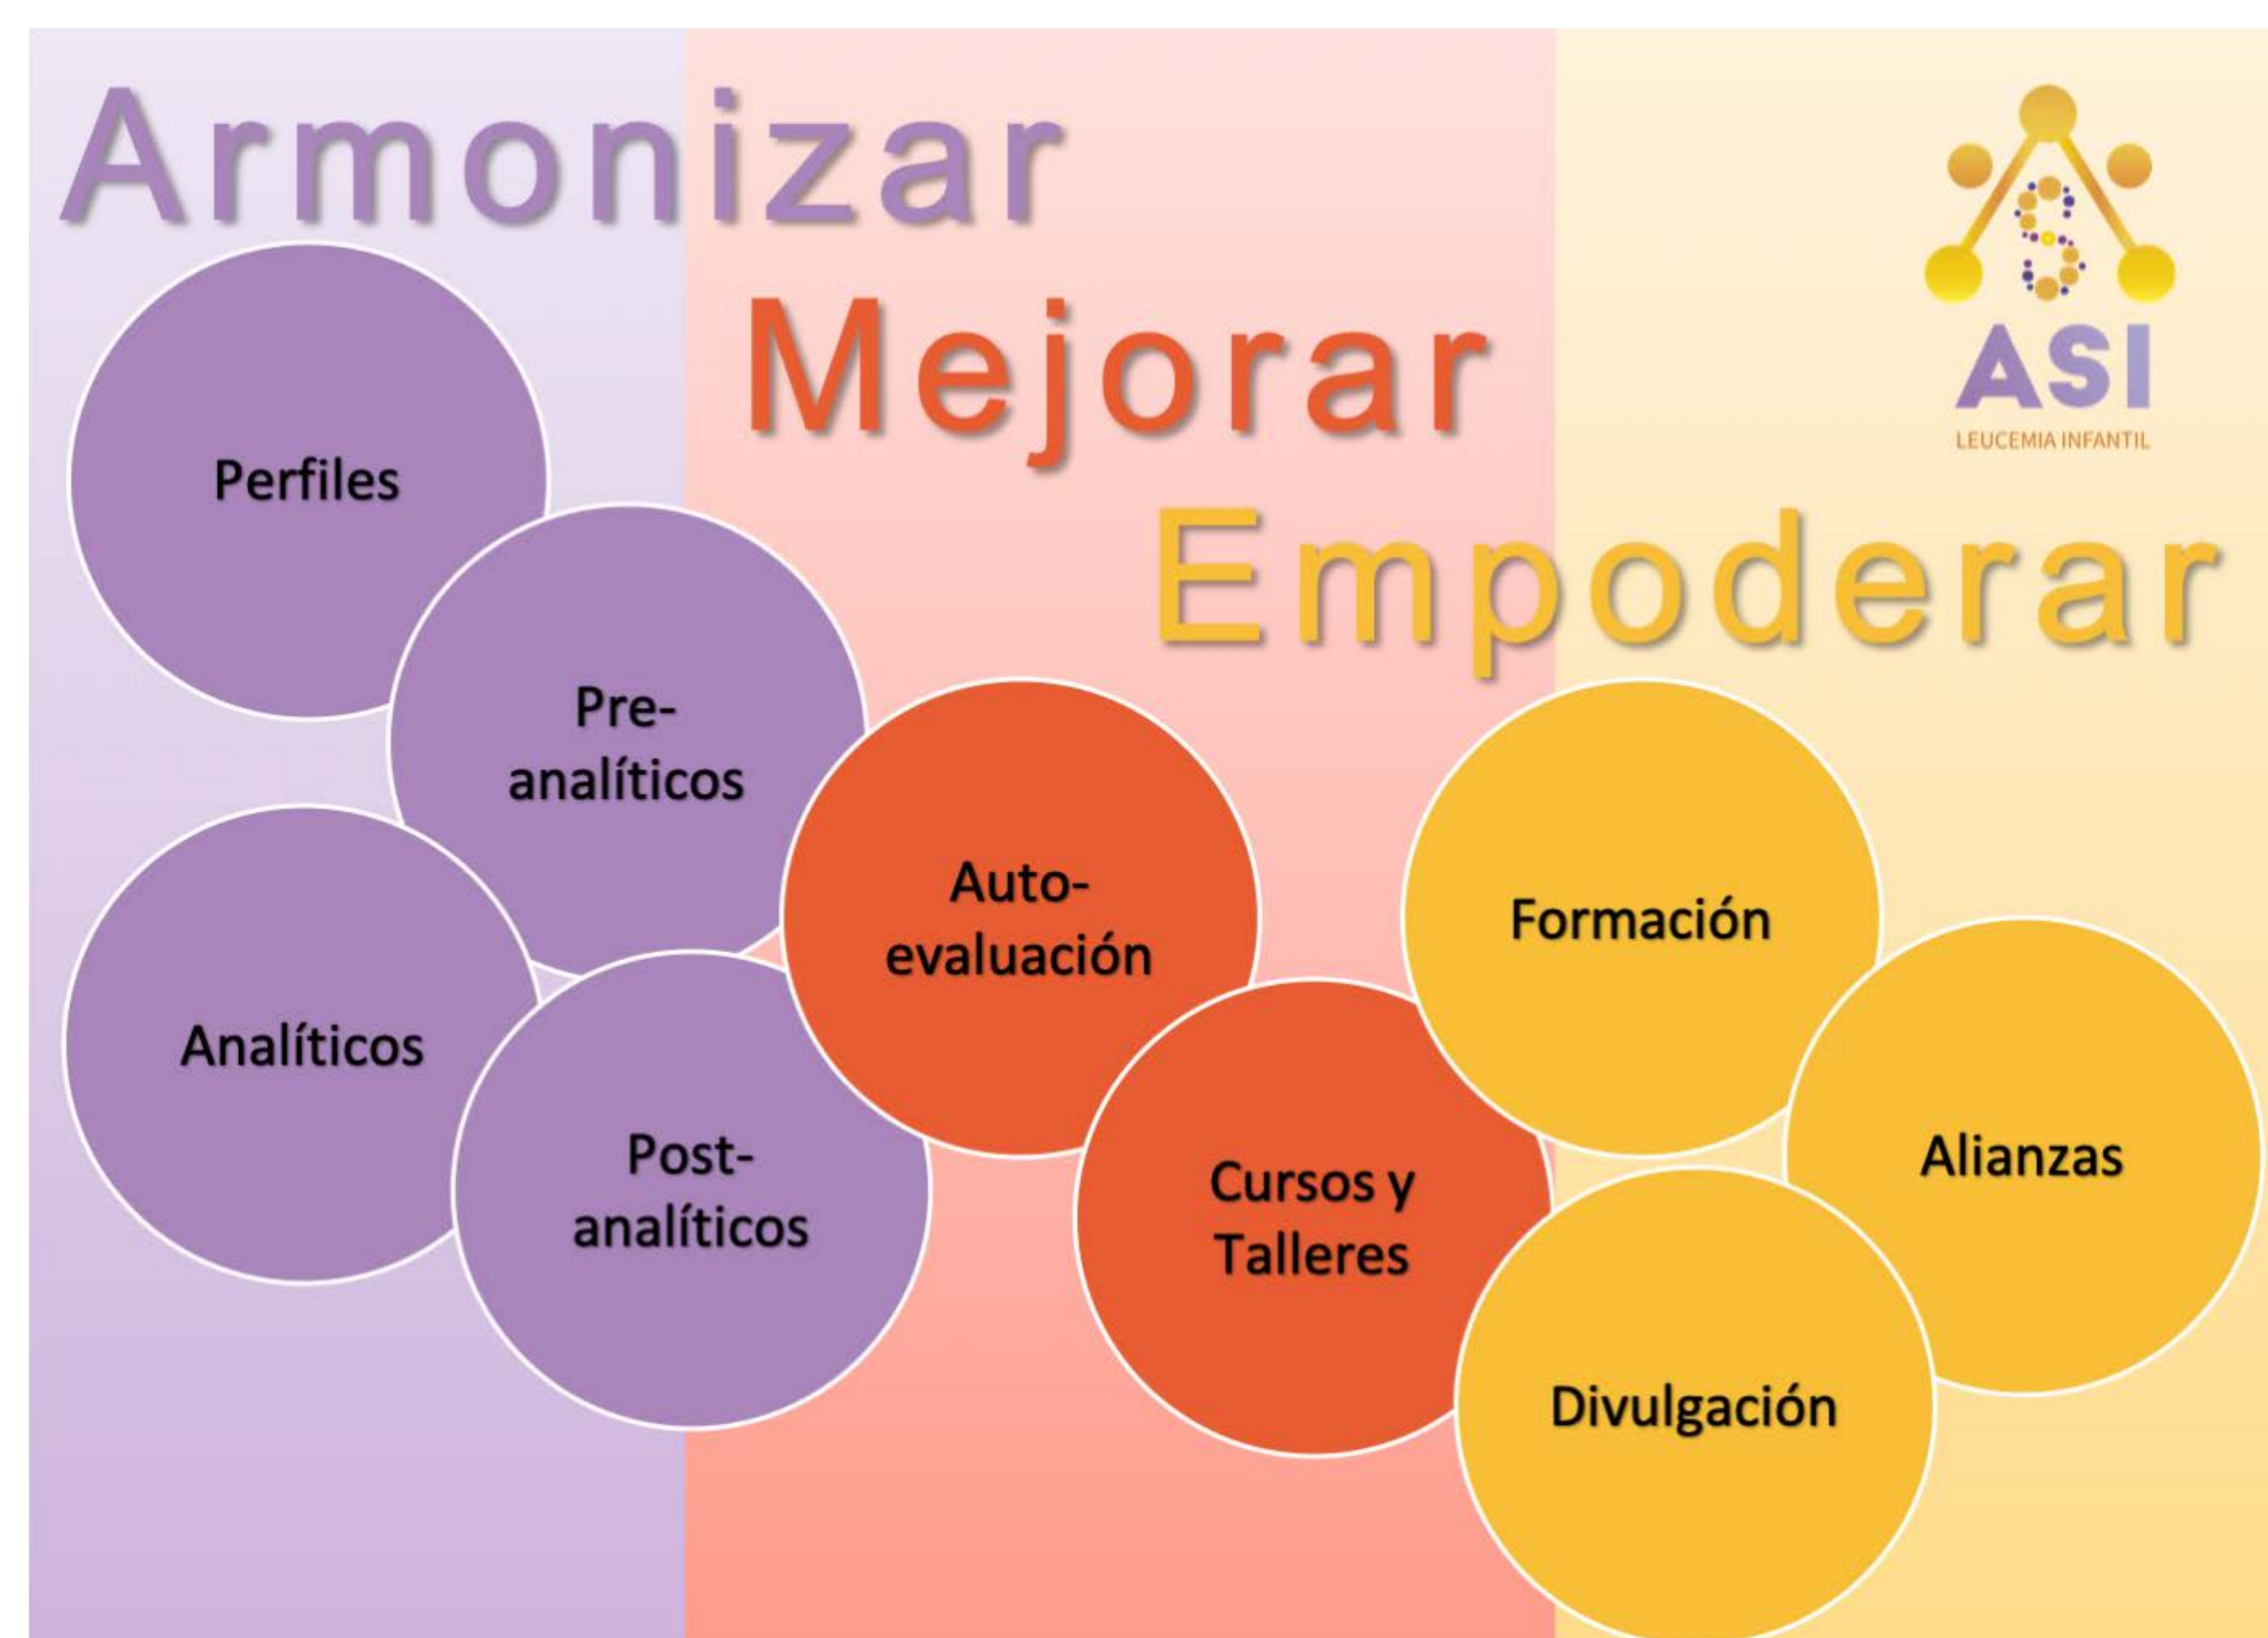 Armonizar
Mejorar
Empoderar
ASI
LEUCEMIA INFANTIL
Perfiles
Pre-
analíticos
Analíticos
Post-
analíticos
Auto-
evaluación
Cursos y
Talleres
Formación
Alianzas
Divulgación